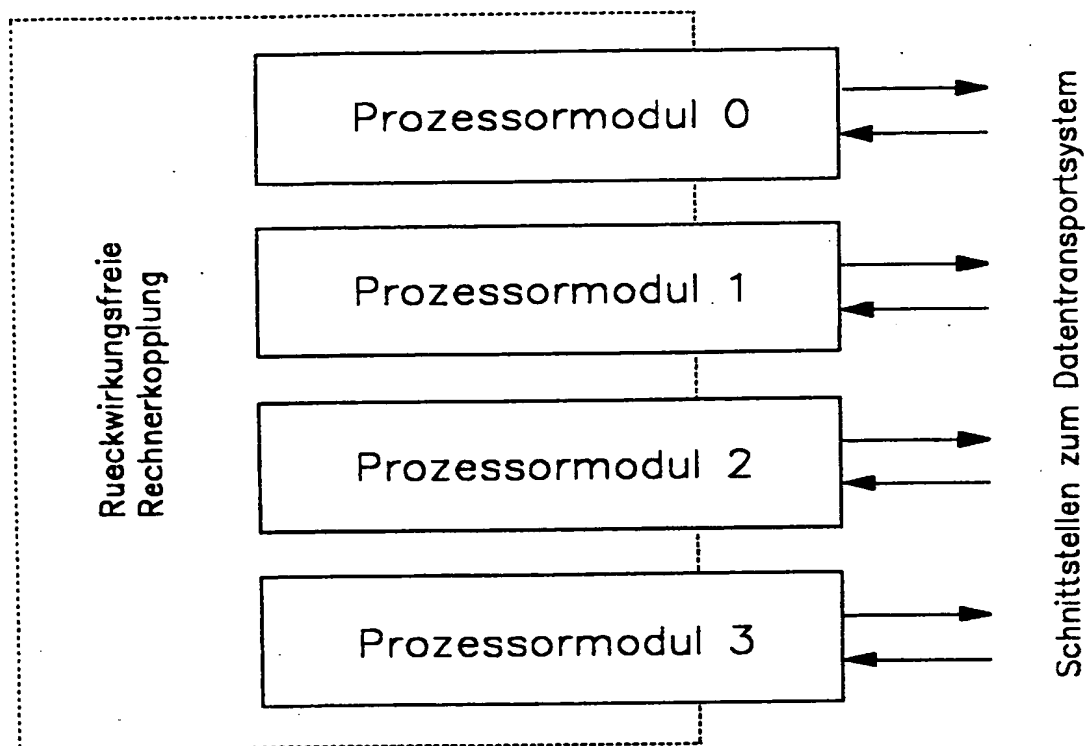 Rueckwirkungsfreie
Rechnerkopplung
Prozessormodul 0
Prozessormodul 1
Prozessormodul 2
Prozessormodul 3
Schnittstellen zum Datentransportsystem